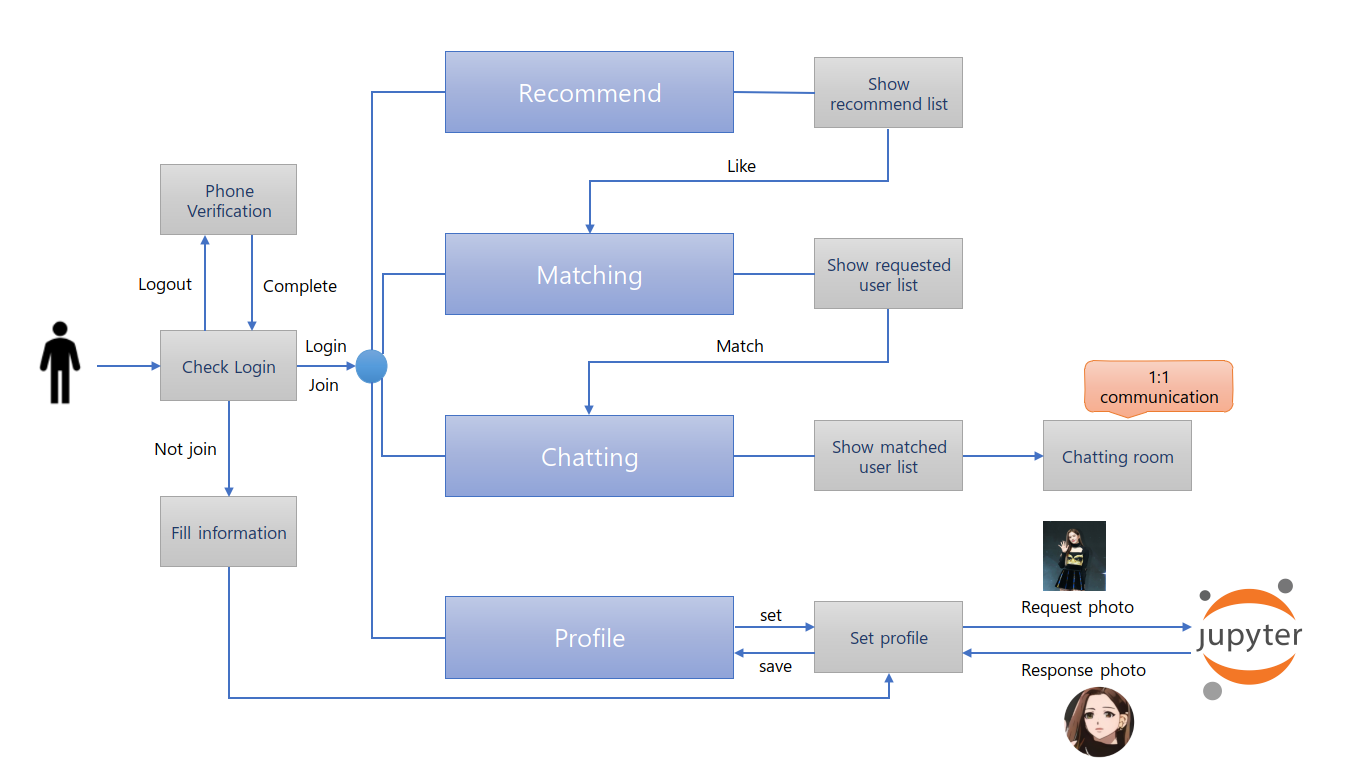 Recommend
Show
recommend list
Like
Phone
Verification
Logout
Complete
Matching
Show requested
user list
Match
Check Login
Login
Join
1:1
communication
Not join
Chatting
Show matched
user list
Chatting room
Fill information
Profile
set
save
Set profile
Request photo
Response photo
jupyter